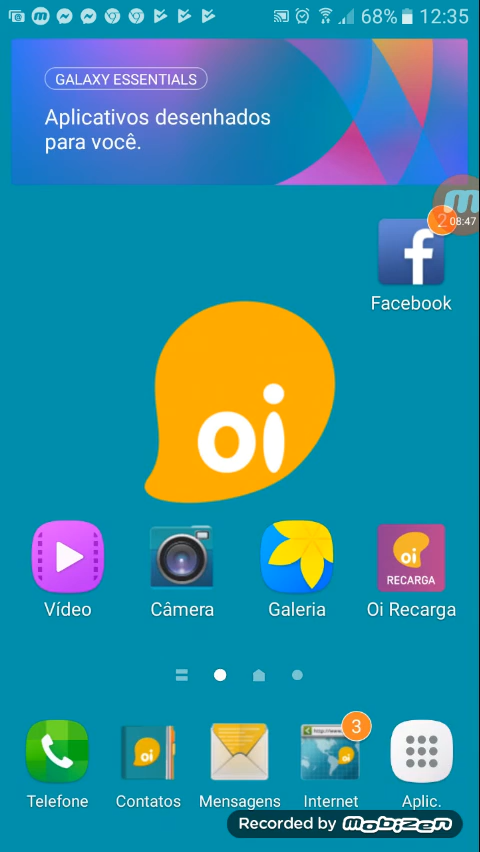 68% 12:35
GALAXY ESSENTIALS
Aplicativos desenhados
para você.
m
2
08:47
f
Facebook
oi
oi
RECARGA
Vídeo
Câmera
Galeria
Oi Recarga
3
oi
Telefone
Contatos
Mensagens
Internet
Aplic.
Recorded by Mobizen